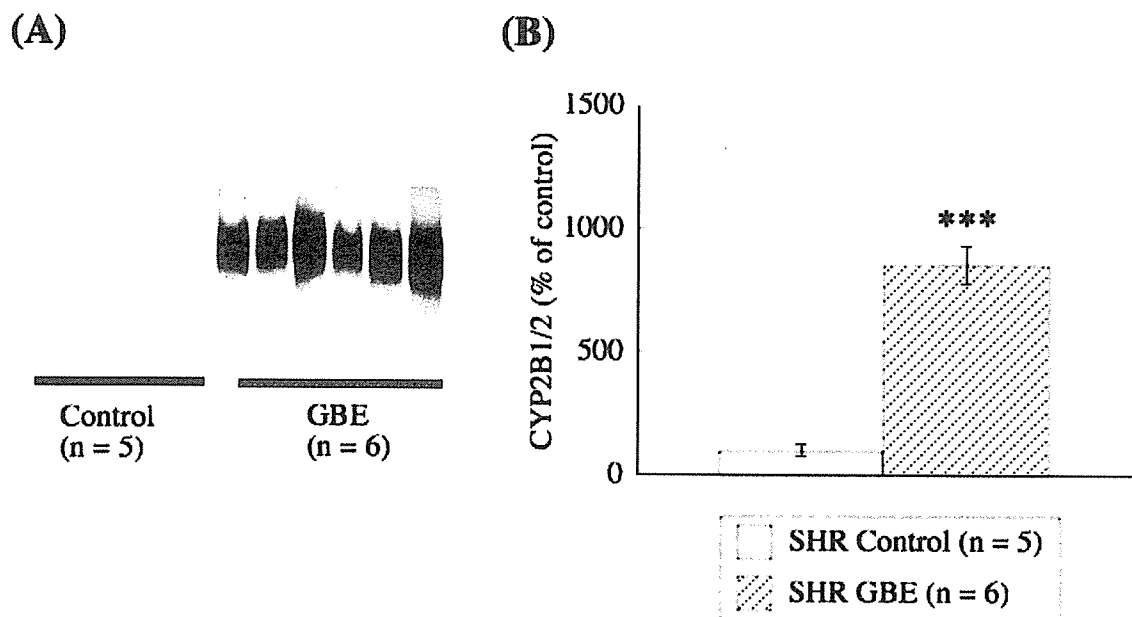 (A)
Control
(n = 5)
GBE
(n = 6)
(B)
CYP2B1/2 (% of control)
1500
1000
500
0
***
SHR Control (n = 5)
SHR GBE (n = 6)